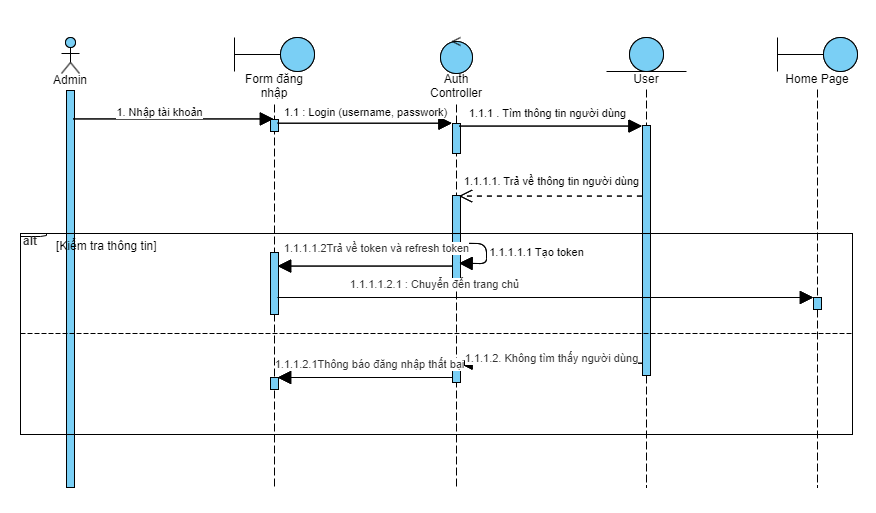 Admin
Form đăng
nhập
Auth
Controller
User
Home Page
1. Nhập tài khoản
1.1 : Login (username, passwork)
1.1.1 . Tìm thông tin người dùng
1.1.1.1. Trả về thông tin người dùng
alt
[Kiểm tra thông tin]
1.1.1.1.2Trả về token và refresh token
1.1.1.1.1 Tạo token
1.1.1.1.2.1 : Chuyển đến trang chủ
1.1.1.2. Không tìm thấy người dùng
1.1.1.2.1Thông báo đăng nhập thất bại